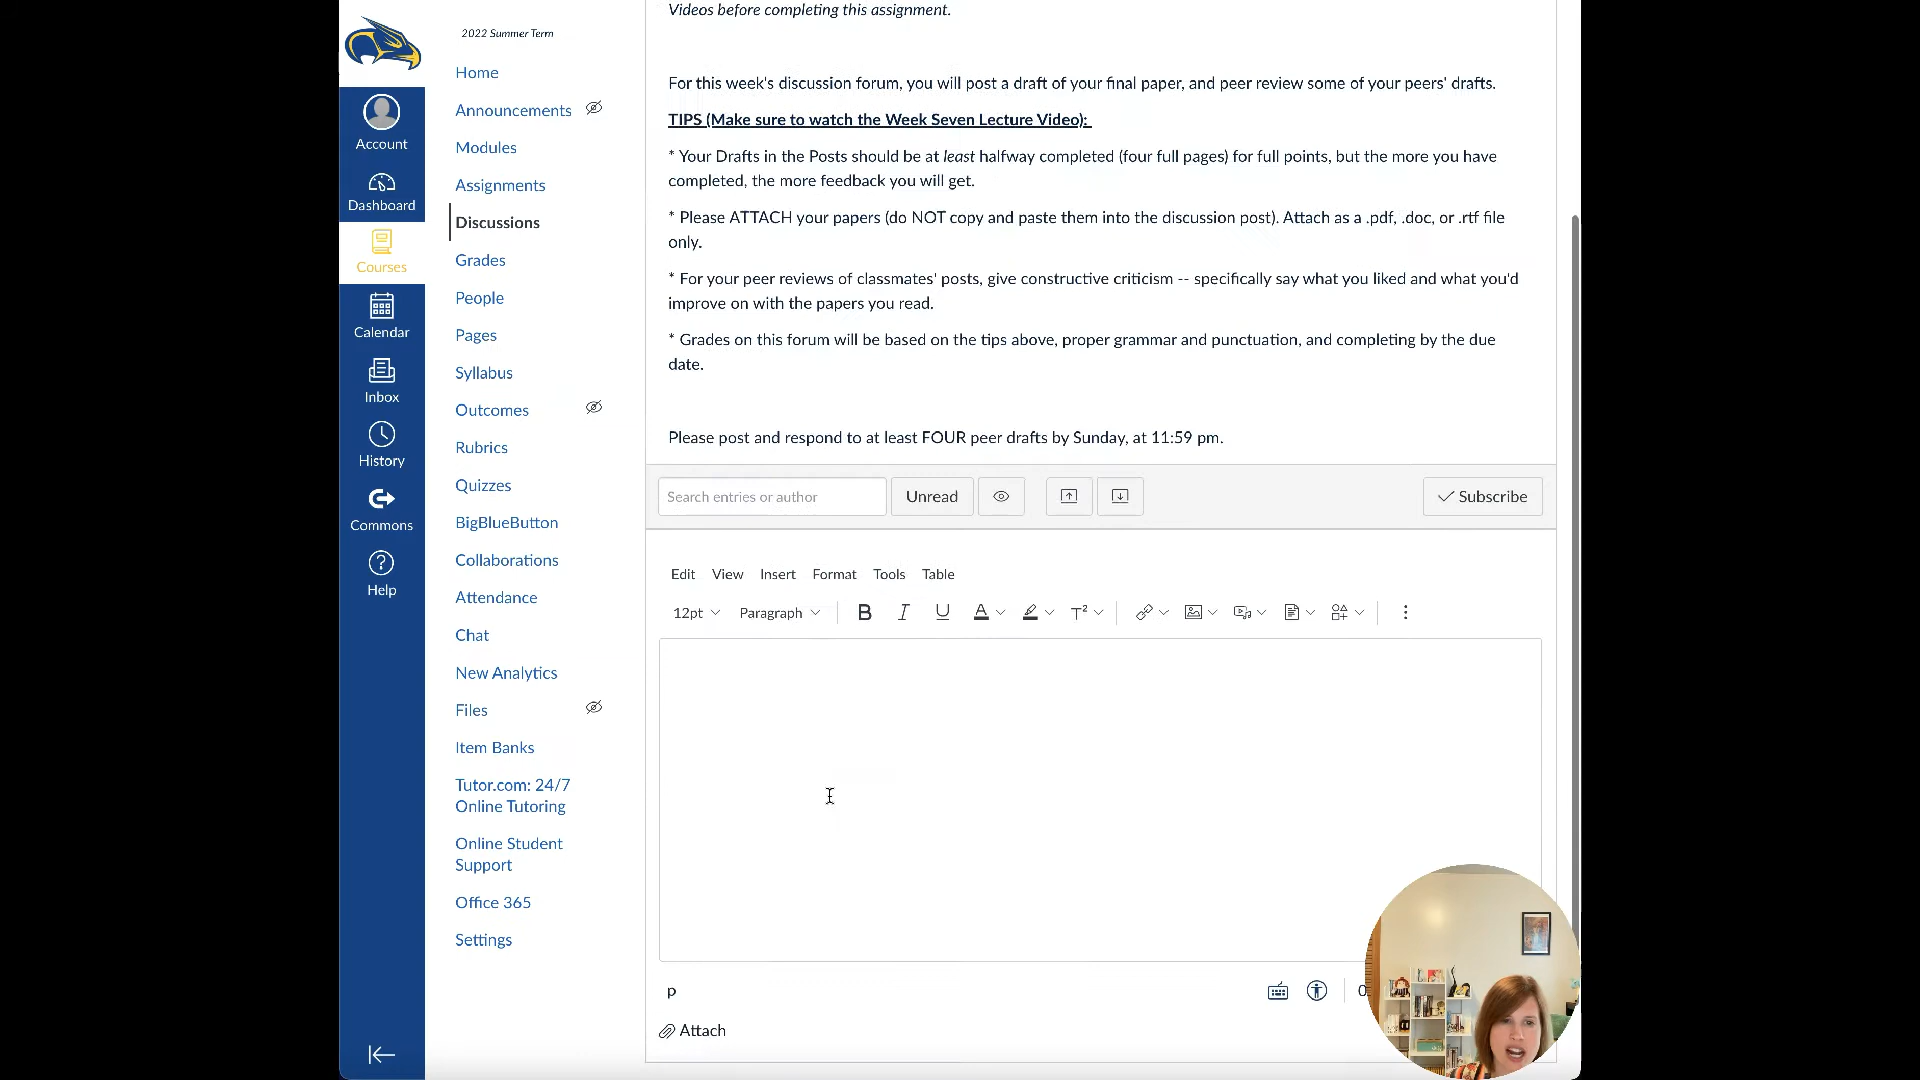 Videos before completing this assignment.
2022 Summer Term
Account
Dashboard
Courses
Calendar
Inbox
History
Commons
Help
Home
Announcements
Modules
Assignments
Discussions
Grades
People
Pages
Syllabus
Outcomes
Rubrics
Quizzes
BigBlueButton
Collaborations
Attendance
Chat
New Analytics
Files
Item Banks
Tutor.com: 24/7
Online Tutoring
Online Student
Support
Office 365
Settings
For this week's discussion forum, you will post a draft of your final paper, and peer review some of your peers' drafts.
TIPS (Make sure to watch the Week Seven Lecture Video):
* Your Drafts in the Posts should be at least halfway completed (four full pages) for full points, but the more you have
completed, the more feedback you will get.
* Please ATTACH your papers (do NOT copy and paste them into the discussion post). Attach as a .pdf, .doc, or .rtf file
only.
* For your peer reviews of classmates' posts, give constructive criticism -- specifically say what you liked and what you'd
improve on with the papers you read.
* Grades on this forum will be based on the tips above, proper grammar and punctuation, and completing by the due
date.
Please post and respond to at least FOUR peer drafts by Sunday, at 11:59 pm.
Search entries or author
Unread
Subscribe
Edit View Insert Format Tools Table
12pt Paragraph B I U A T²
p
0
Attach